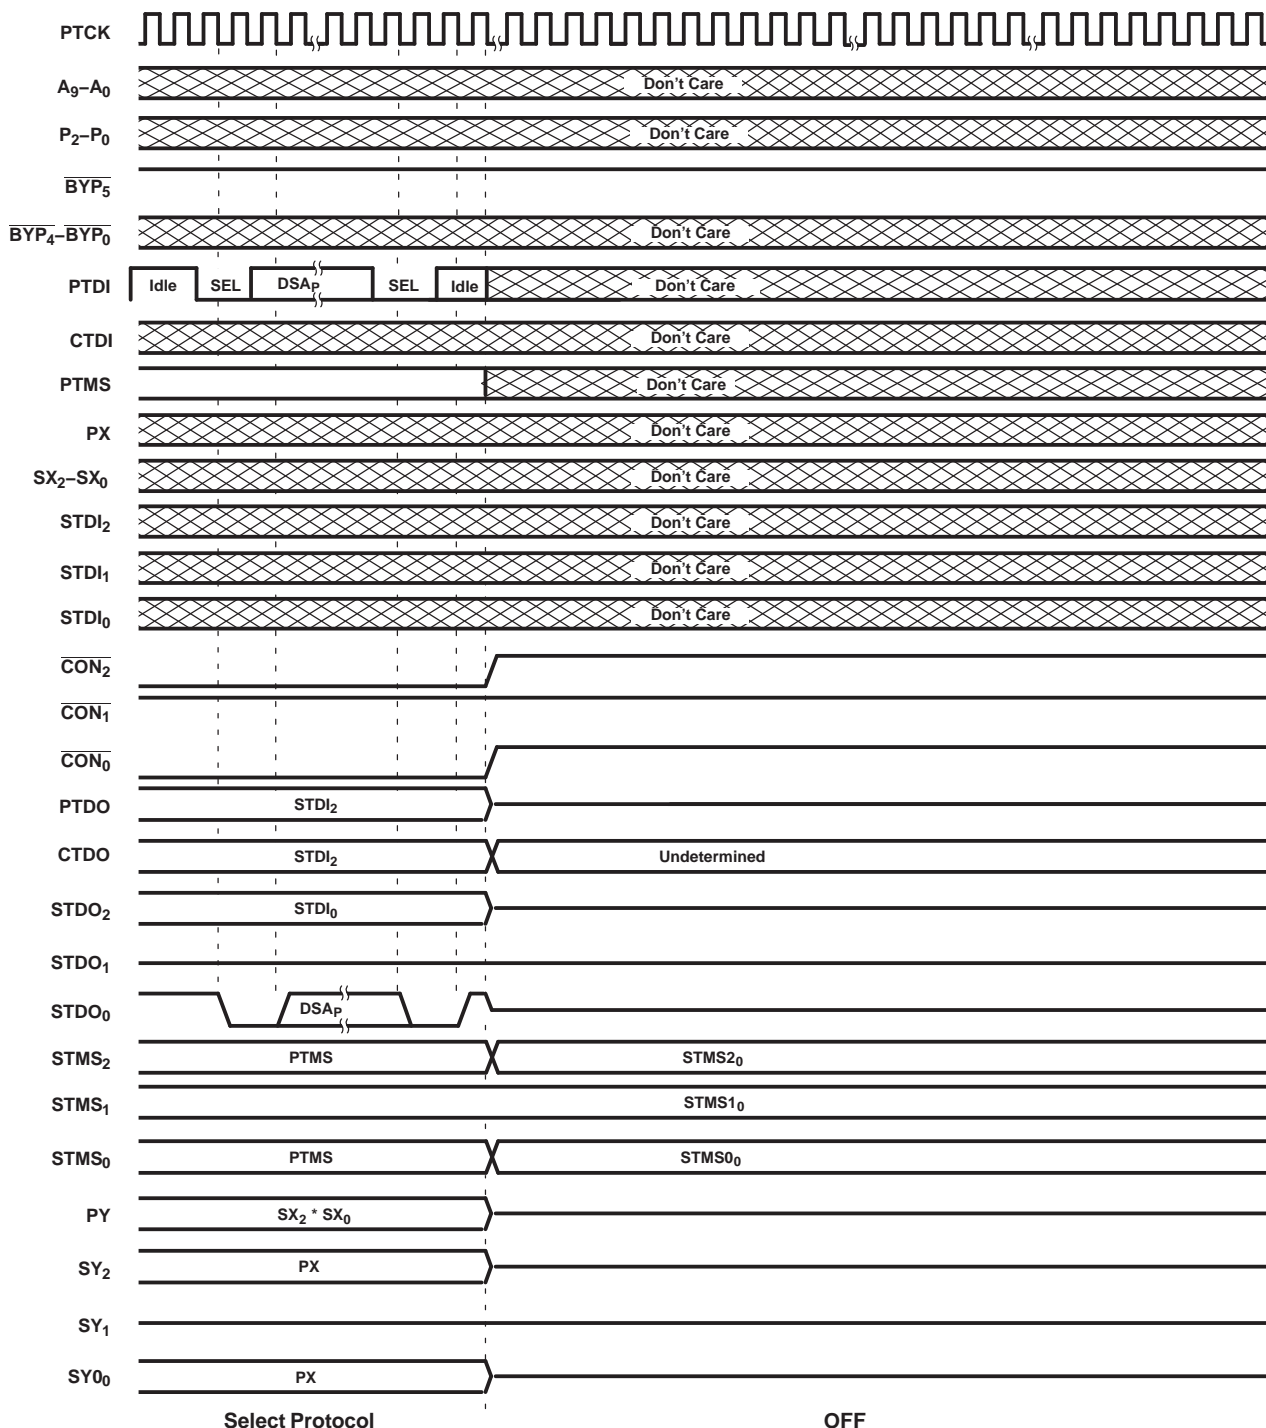 PTCK
A9–A0 Don't Care
P2–P0 Don't Care
BYP5
BYP4–BYP0 Don't Care
PTDI Idle SEL DSAP SEL Idle Don't Care
CTDI Don't Care
PTMS Don't Care
PX Don't Care
SX2–SX0 Don't Care
STDI2 Don't Care
STDI1 Don't Care
STDI0 Don't Care
CON2
CON1
CON0
PTDO STDI2
CTDO STDI2 Undetermined
STDO2 STDI0
STDO1
STDO0 DSAP
STMS2 PTMS STMS20
STMS1 STMS10
STMS0 PTMS STMS00
PY SX2 * SX0
SY2 PX
SY1
SY00 PX
Select Protocol OFF